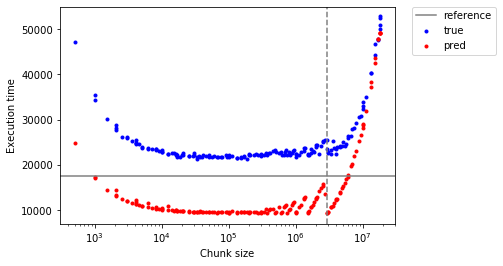 reference
true
pred
50000
40000
30000
20000
10000
Execution time
10³ 10⁴ 10⁵ 10⁶ 10⁷
Chunk size